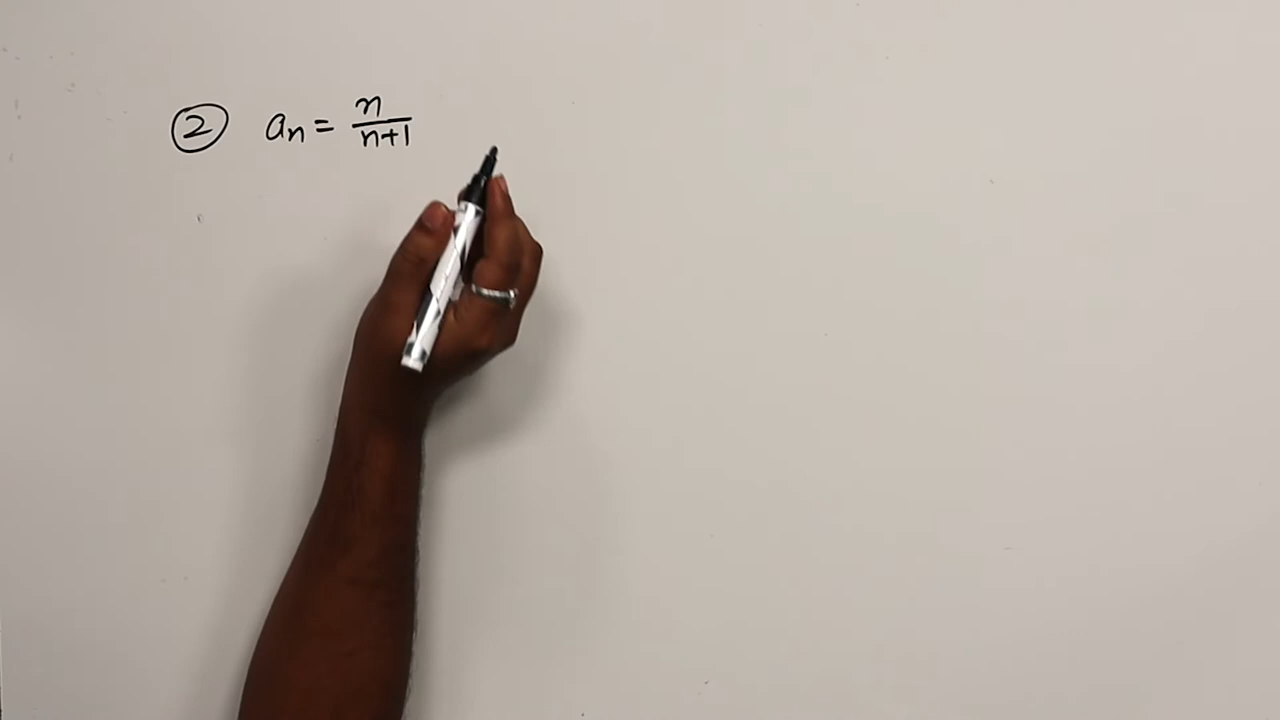 ② aₙ = n/(n+1)